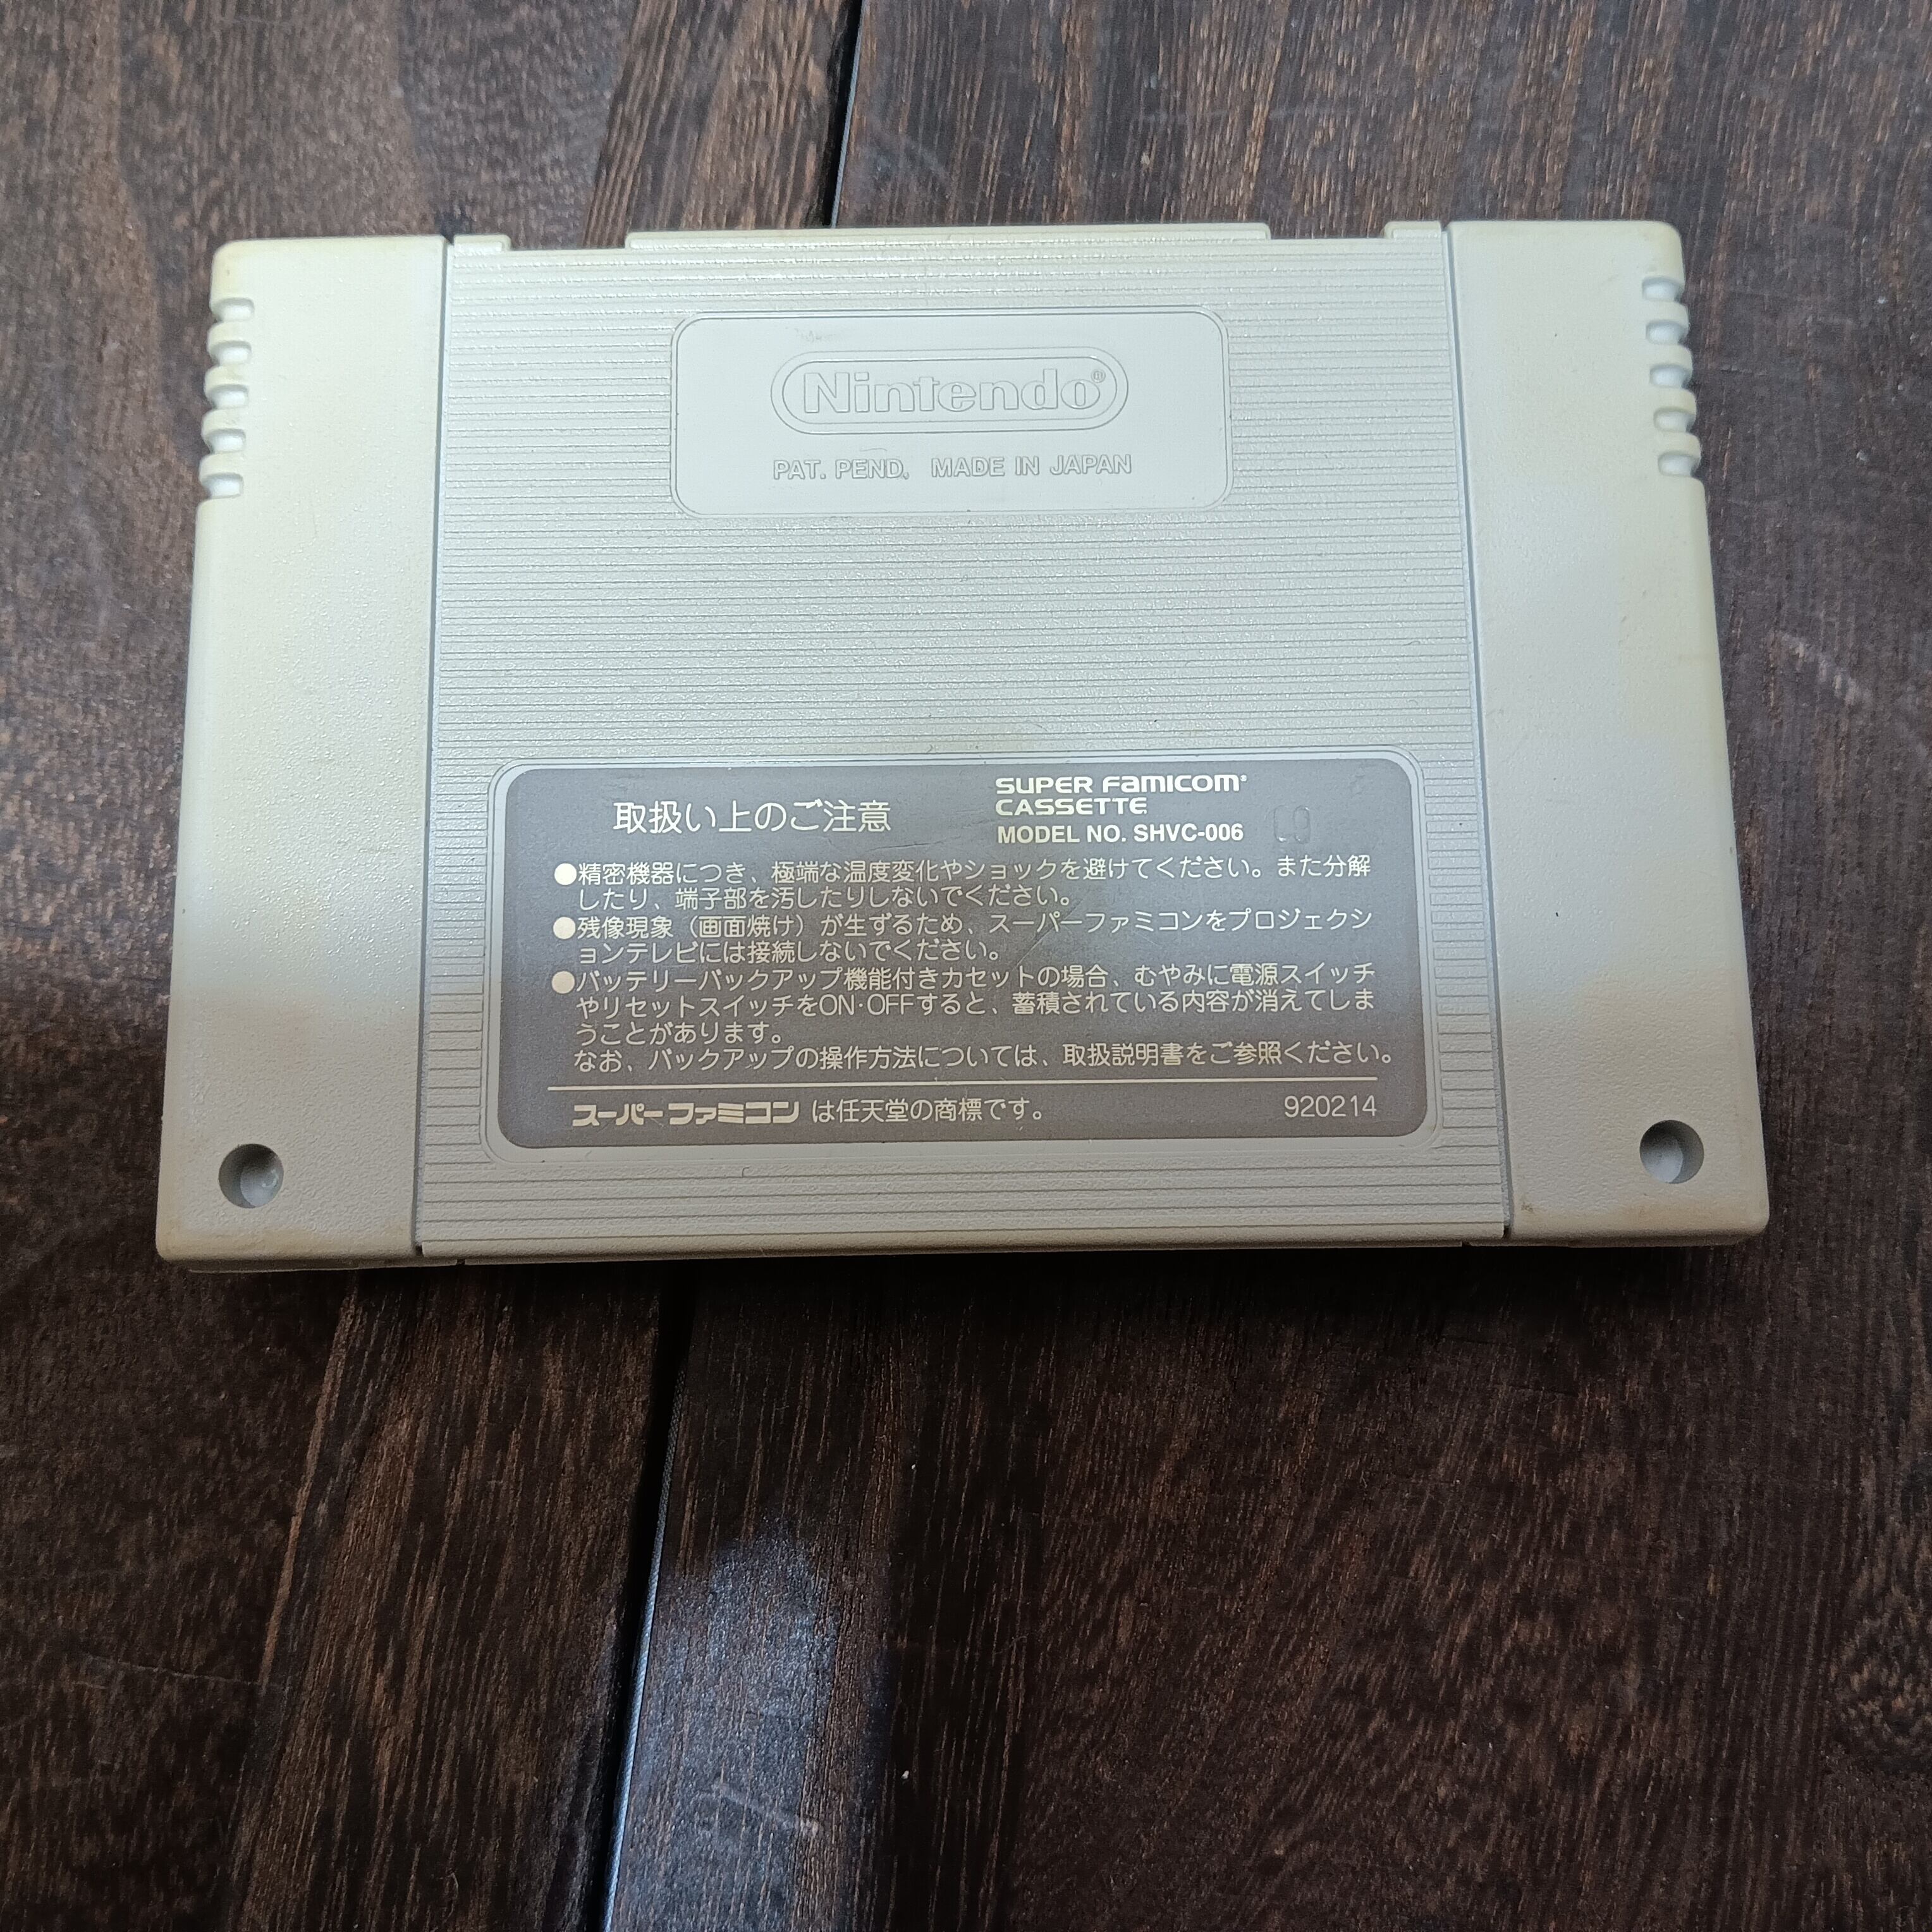 Nintendo®
PAT. PEND. MADE IN JAPAN
取扱い上のご注意
SUPER FAMICOM®
CASSETTE
MODEL NO. SHVC-006
●精密機器につき、極端な温度変化やショックを避けてください。また分解
したり、端子部を汚したりしないでください。
●残像現象（画面焼け）が生ずるため、スーパーファミコンをプロジェクシ
ョンテレビには接続しないでください。
●バッテリーバックアップ機能付きカセットの場合、むやみに電源スイッチ
やリセットスイッチをON·OFFすると、蓄積されている内容が消えてしま
うことがあります。
なお、バックアップの操作方法については、取扱説明書をご参照ください。
スーパーファミコン は任天堂の商標です。
920214